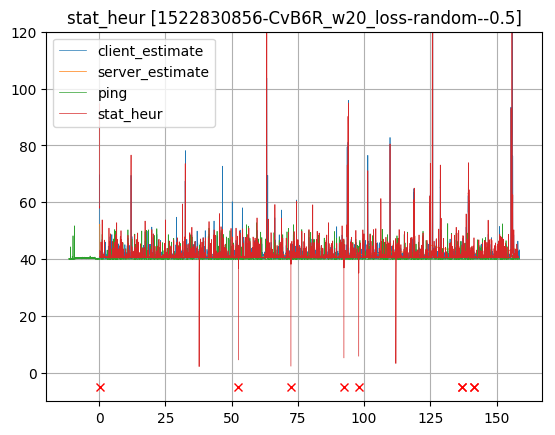 stat_heur [1522830856-CvB6R_w20_loss-random--0.5]
120
100
80
60
40
20
0
client_estimate
server_estimate
ping
stat_heur
0 25 50 75 100 125 150